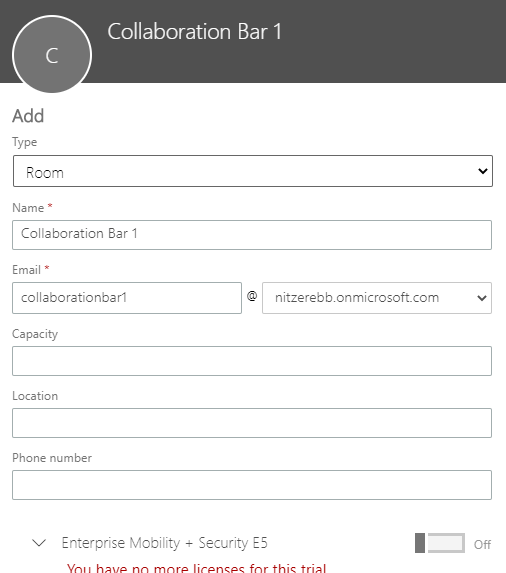 Collaboration Bar 1
C
Add
Type
Room
Name *
Collaboration Bar 1
Email *
collaborationbar1 @ nitzerebb.onmicrosoft.com
Capacity
Location
Phone number
Enterprise Mobility + Security E5 Off
You have no more licenses for this trial